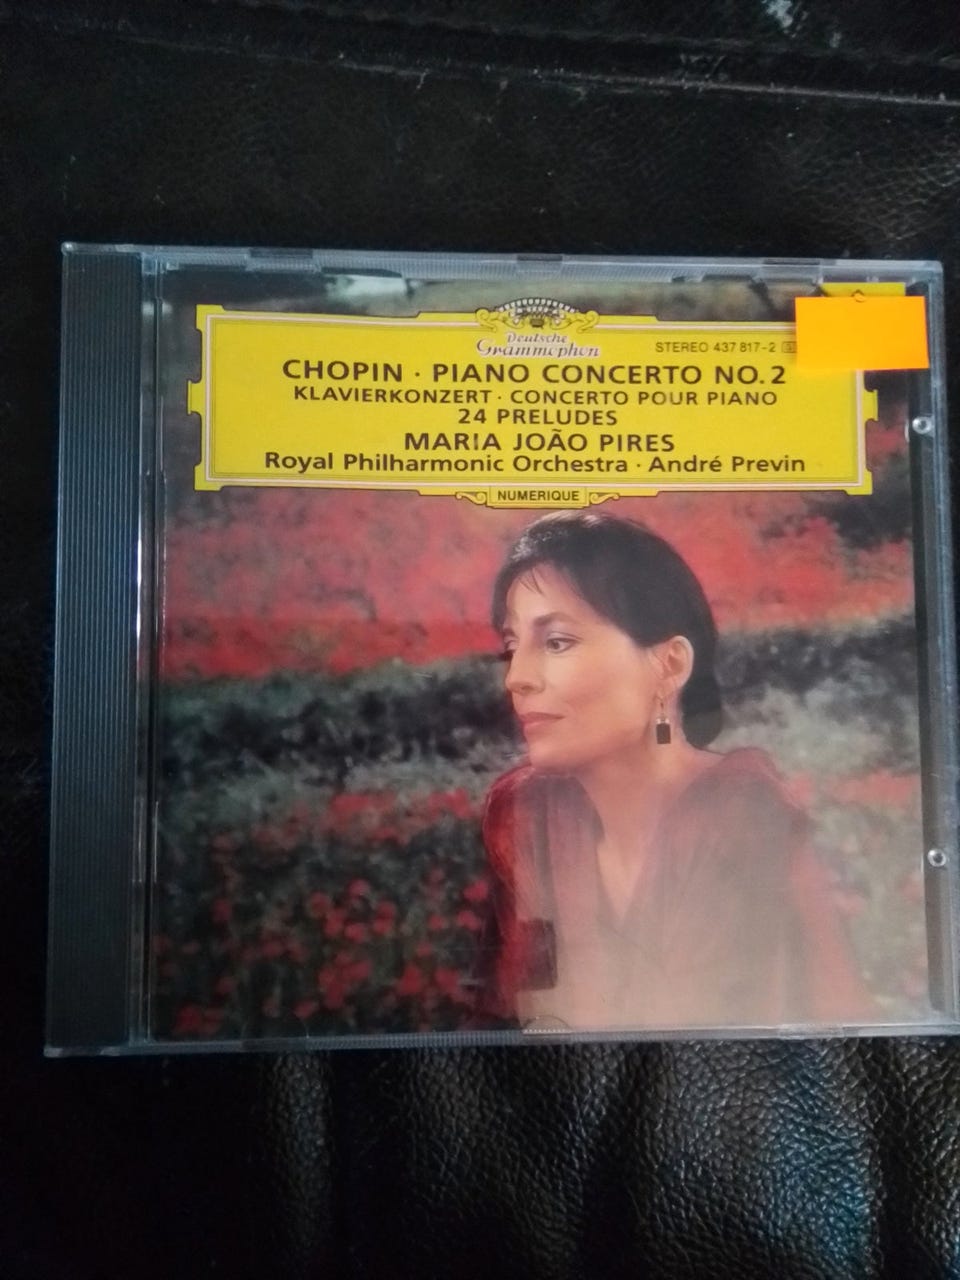 Deutsche
Grammophon
STEREO 437 817-2
CHOPIN · PIANO CONCERTO NO. 2
KLAVIERKONZERT · CONCERTO POUR PIANO
24 PRELUDES
MARIA JOÃO PIRES
Royal Philharmonic Orchestra · André Previn
NUMERIQUE